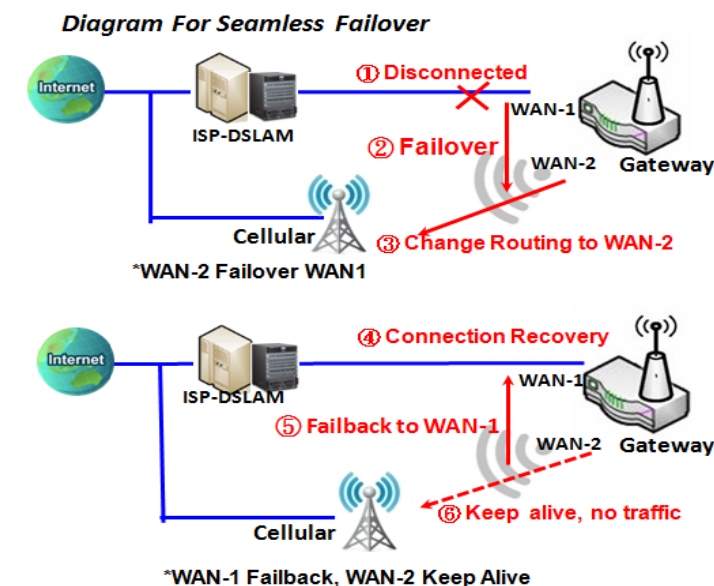 Diagram For Seamless Failover
① Disconnected
Internet
WAN-1
ISP-DSLAM
② Failover
WAN-2
Gateway
Cellular
③ Change Routing to WAN-2
*WAN-2 Failover WAN1
④ Connection Recovery
Internet
WAN-1
ISP-DSLAM
⑤ Failback to WAN-1
WAN-2
Gateway
⑥ Keep alive, no traffic
Cellular
*WAN-1 Failback, WAN-2 Keep Alive